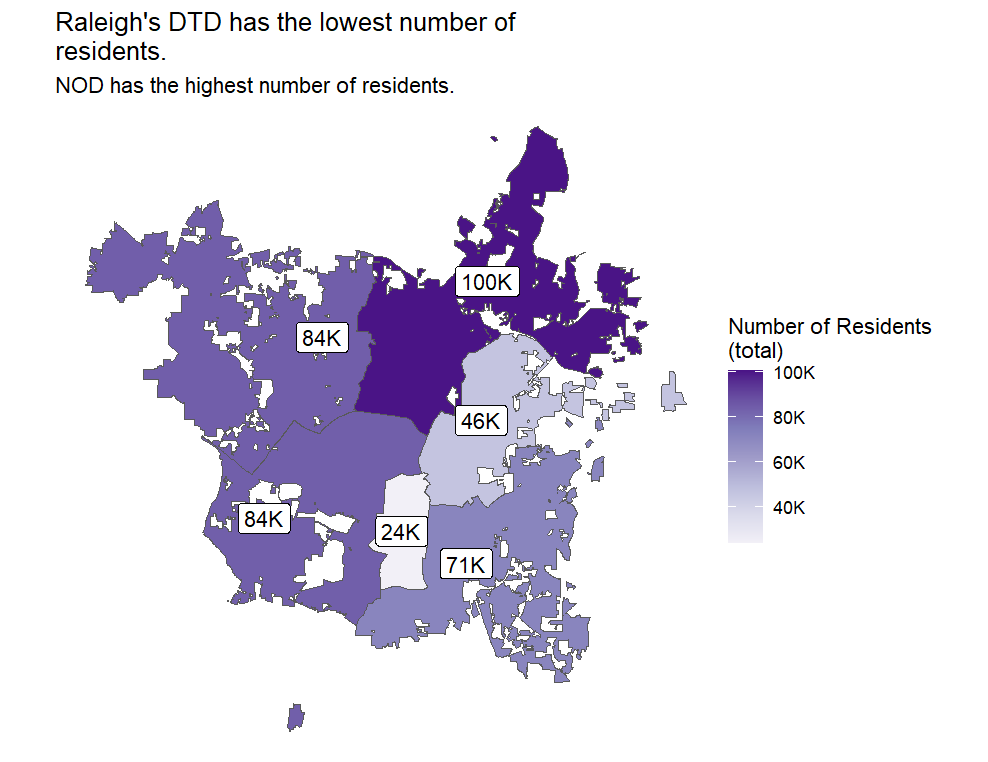 Raleigh's DTD has the lowest number of
residents.
NOD has the highest number of residents.
100K
84K
46K
84K
24K
71K
Number of Residents
(total)
100K
80K
60K
40K